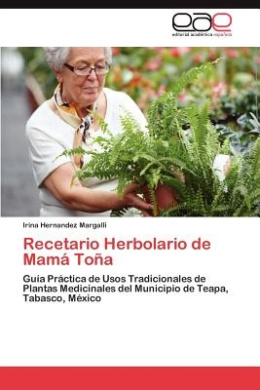 eae
editorial académica española
Irina Hernandez Margalli
Recetario Herbolario de
Mamá Toña
Guía Práctica de Usos Tradicionales de
Plantas Medicinales del Municipio de Teapa,
Tabasco, México